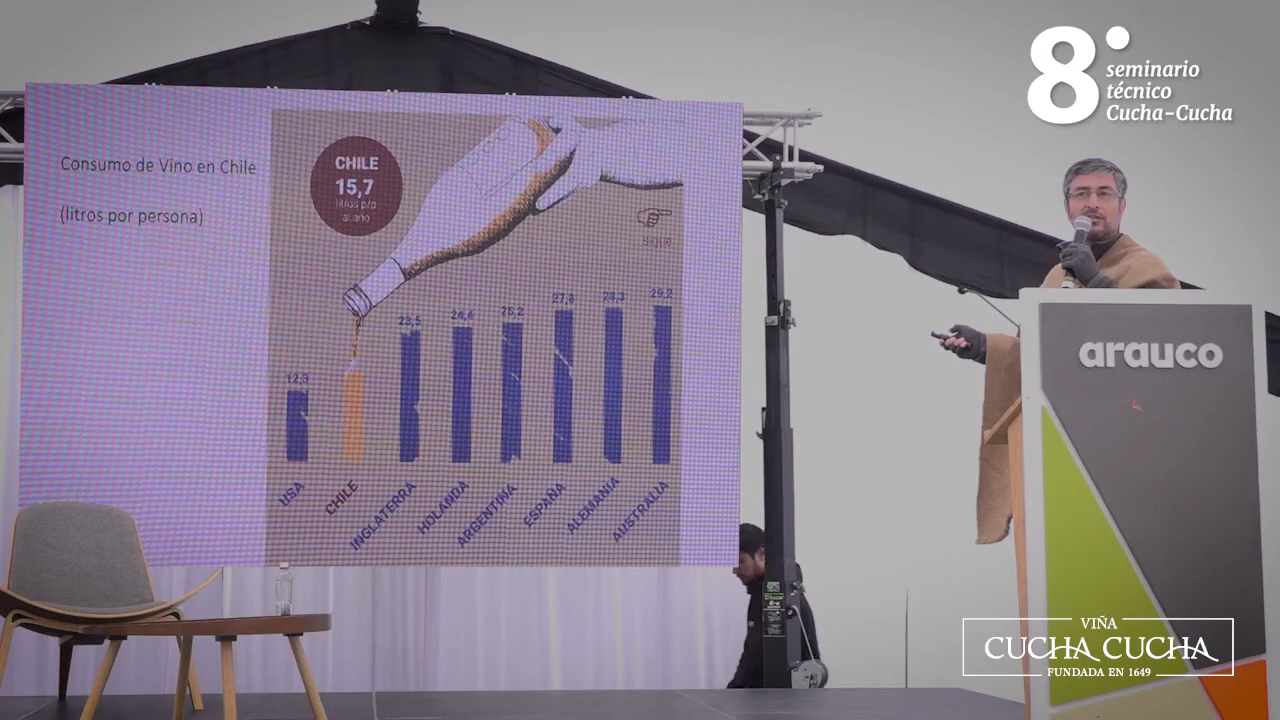 8°
seminario
técnico
Cucha-Cucha
Consumo de Vino en Chile
(litros por persona)
CHILE
15,7
litros p/p
al año
sigue
12,3
23,5
24,4
25,2
27,8
28,3
29,2
USA
CHILE
INGLATERRA
HOLANDA
ARGENTINA
ESPAÑA
ALEMANIA
AUSTRALIA
arauco
VIÑA
CUCHA CUCHA
FUNDADA EN 1649